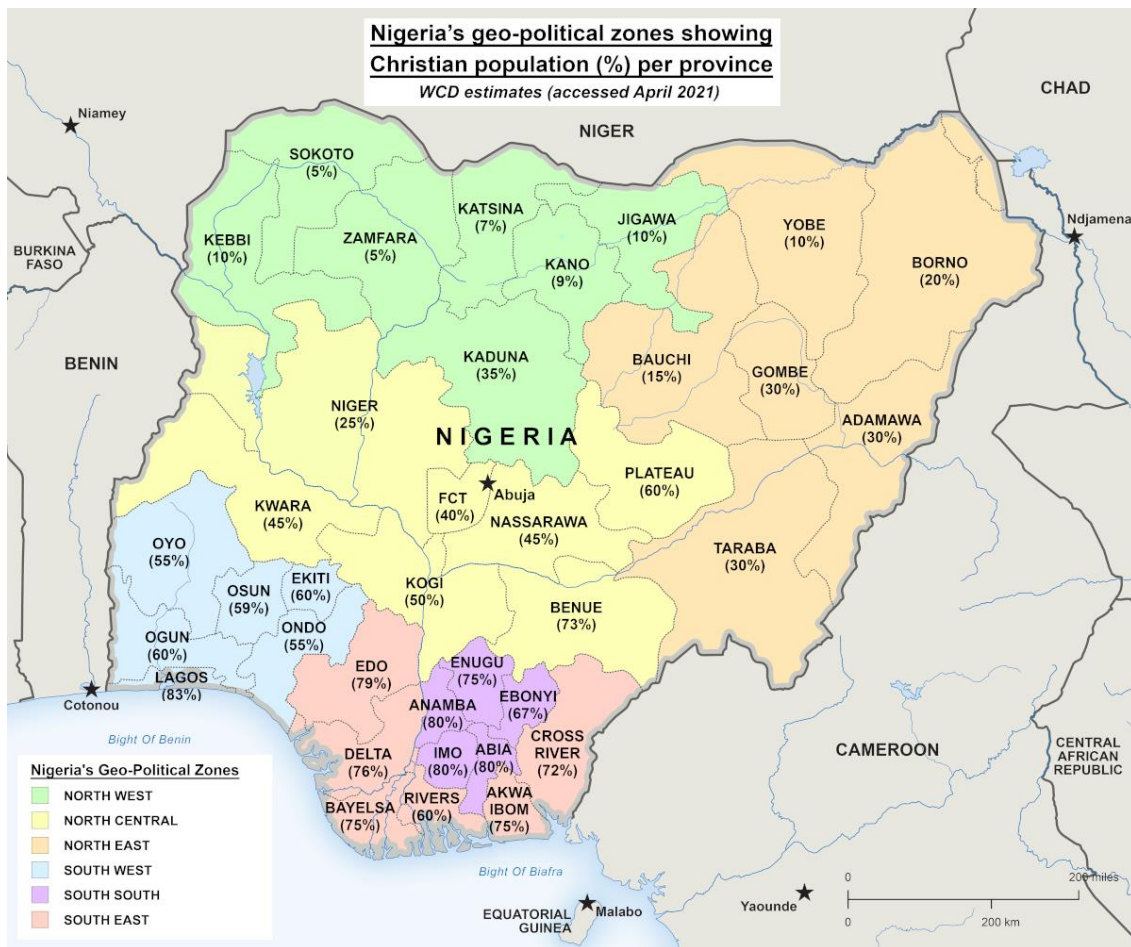 Nigeria's geo-political zones showing
Christian population (%) per province
WCD estimates (accessed April 2021)
CHAD
Niamey
NIGER
SOKOTO
(5%)
KATSINA
(7%)
JIGAWA
(10%)
YOBE
(10%)
Ndjamena
KEBBI
(10%)
ZAMFARA
(5%)
KANO
(9%)
BORNO
(20%)
BURKINA
FASO
BENIN
KADUNA
(35%)
BAUCHI
(15%)
GOMBE
(30%)
NIGER
(25%)
ADAMAWA
(30%)
NIGERIA
PLATEAU
(60%)
FCT
(40%)
Abuja
KWARA
(45%)
NASSARAWA
(45%)
OYO
(55%)
TARABA
(30%)
OSUN
(59%)
EKITI
(60%)
KOGI
(50%)
BENUE
(73%)
OGUN
(60%)
ONDO
(55%)
LAGOS
(83%)
EDO
(79%)
ENUGU
(75%)
EBONYI
(67%)
Cotonou
ANAMBA
(80%)
CROSS
RIVER
(72%)
Bight Of Benin
DELTA
(76%)
IMO
(80%)
ABIA
(80%)
CAMEROON
CENTRAL
AFRICAN
REPUBLIC
BAYELSA
(75%)
RIVERS
(60%)
AKWA
IBOM
(75%)
Nigeria's Geo-Political Zones
NORTH WEST
NORTH CENTRAL
NORTH EAST
SOUTH WEST
SOUTH SOUTH
SOUTH EAST
Bight Of Biafra
EQUATORIAL
GUINEA
Malabo
Yaounde
0 200 miles
0 200 km